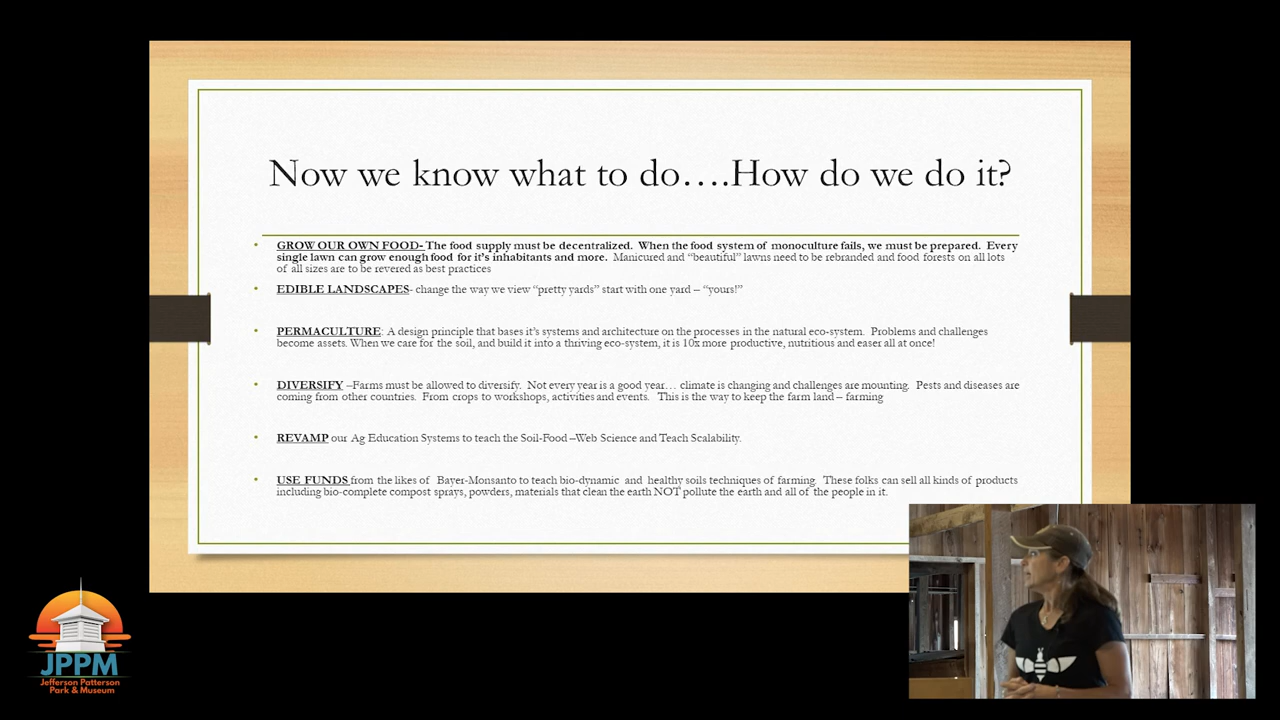 Now we know what to do….How do we do it?
• GROW OUR OWN FOOD- The food supply must be decentralized. When the food system of monoculture fails, we must be prepared. Every
single lawn can grow enough food for it's inhabitants and more. Manicured and “beautiful” lawns need to be rebranded and food forests on all lots
of all sizes are to be revered as best practices
• EDIBLE LANDSCAPES- change the way we view “pretty yards” start with one yard – “yours!”
• PERMACULTURE: A design principle that bases it's systems and architecture on the processes in the natural eco-system. Problems and challenges
become assets. When we care for the soil, and build it into a thriving eco-system, it is 10x more productive, nutritious and easer all at once!
• DIVERSIFY –Farms must be allowed to diversify. Not every year is a good year… climate is changing and challenges are mounting. Pests and diseases are
coming from other countries. From crops to workshops, activities and events. This is the way to keep the farm land – farming
• REVAMP our Ag Education Systems to teach the Soil-Food –Web Science and Teach Scalability.
• USE FUNDS from the likes of Bayer-Monsanto to teach bio-dynamic and healthy soils techniques of farming. These folks can sell all kinds of products
including bio-complete compost sprays, powders, materials that clean the earth NOT pollute the earth and all of the people in it.
JPPM
Jefferson Patterson
Park & Museum